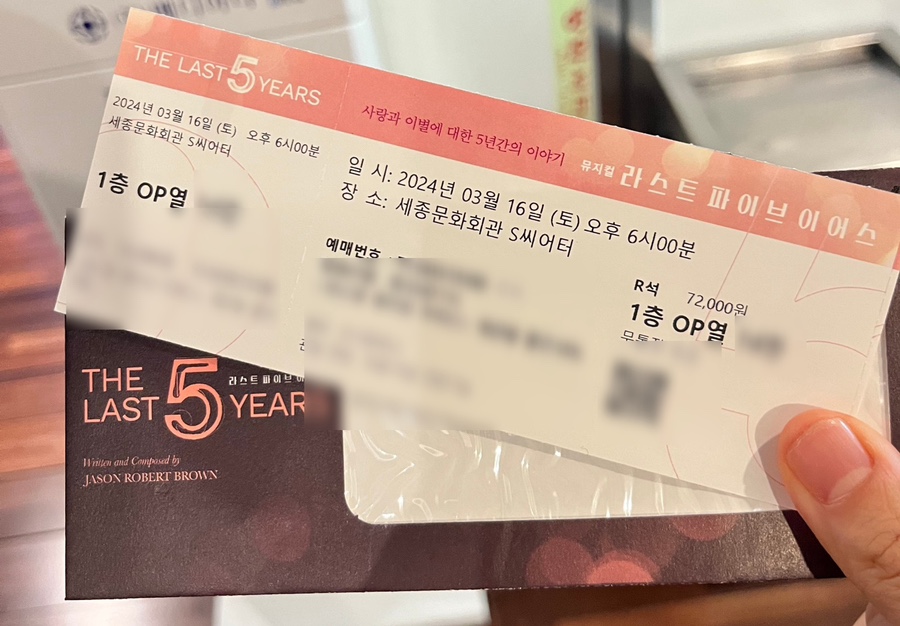 THE LAST 5 YEARS
2024년 03월 16일 (토) 오후 6시00분
세종문화회관 S씨어터
1층 OP열
사랑과 이별에 대한 5년간의 이야기
뮤지컬 라스트 파이브 이어스
일 시: 2024년 03월 16일 (토) 오후 6시00분
장 소: 세종문화회관 S씨어터
예매번호
R석 72,000원
1층 OP열
THE
LAST 5 YEAR
라스트 파이브 이
Written and Composed by
JASON ROBERT BROWN